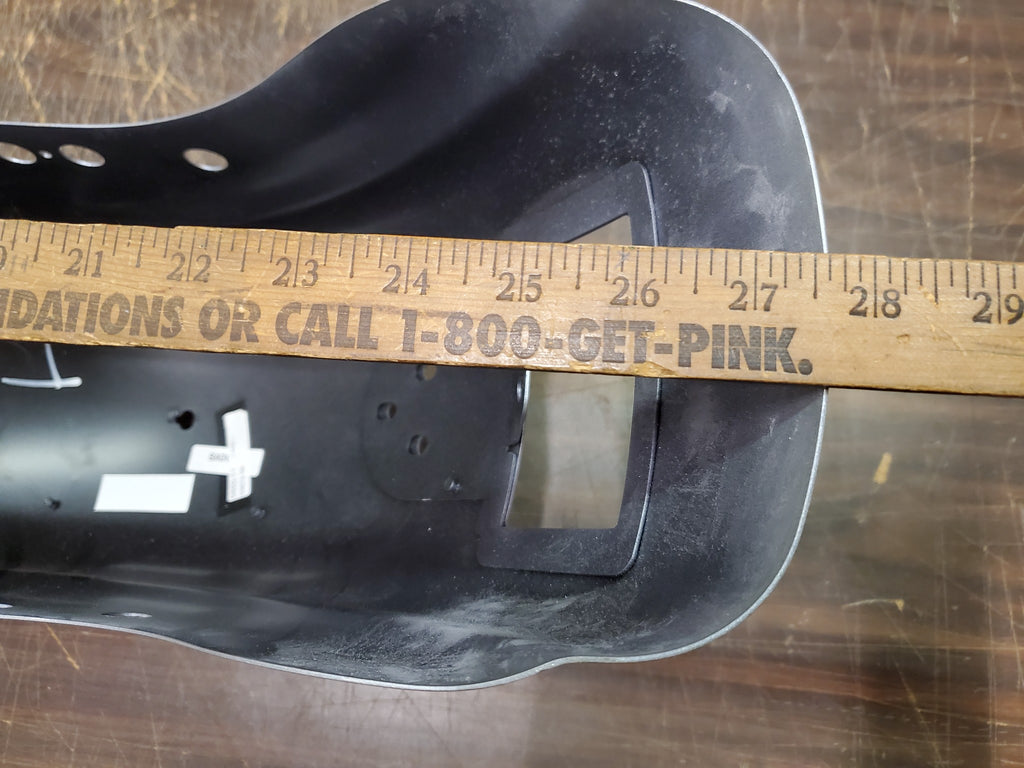 21 22 23 24 25 26 27 28 29
NDATIONS OR CALL 1-800-GET-PINK.